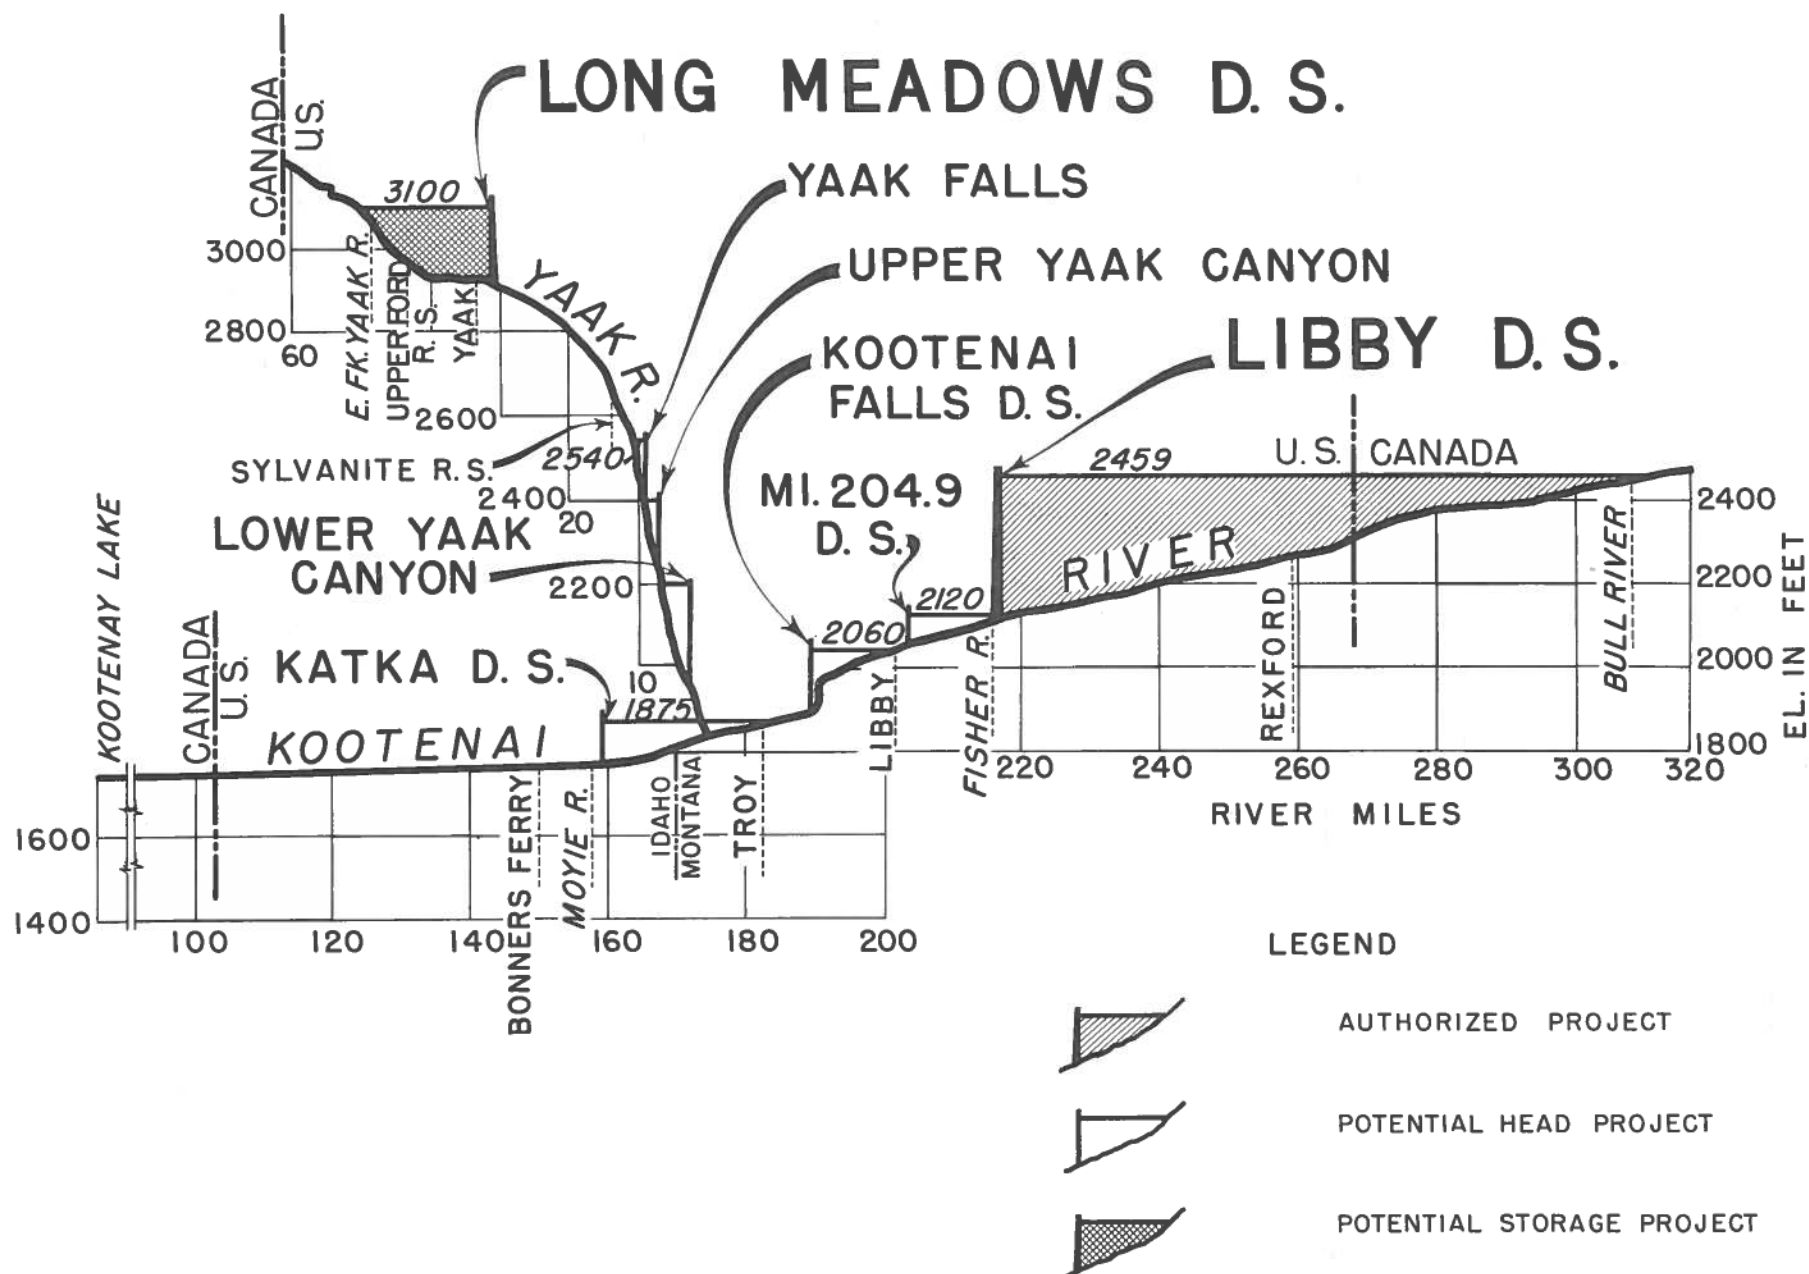 LONG MEADOWS D. S.
CANADA
U.S.
YAAK FALLS
3100
UPPER YAAK CANYON
3000
E. FK. YAAK R.
UPPER FORD
R. S.
YAAK
YAAK R.
2800
60
KOOTENAI
FALLS D.S.
LIBBY D.S.
2600
SYLVANITE R.S.
2540
2400
20
MI. 204.9
D. S.
2459
U.S.
CANADA
2400
LOWER YAAK
CANYON
2200
RIVER
2200
2120
2060
KOOTENAY LAKE
CANADA
U.S.
KATKA D. S.
10
1875
KOOTENAI
LIBBY
FISHER R.
REXFORD
BULL RIVER
2000
1800
EL. IN FEET
220
240
260
280
300
320
RIVER MILES
1600
1400
BONNERS FERRY
MOYIE R.
IDAHO
MONTANA
TROY
100
120
140
160
180
200
LEGEND
AUTHORIZED PROJECT
POTENTIAL HEAD PROJECT
POTENTIAL STORAGE PROJECT